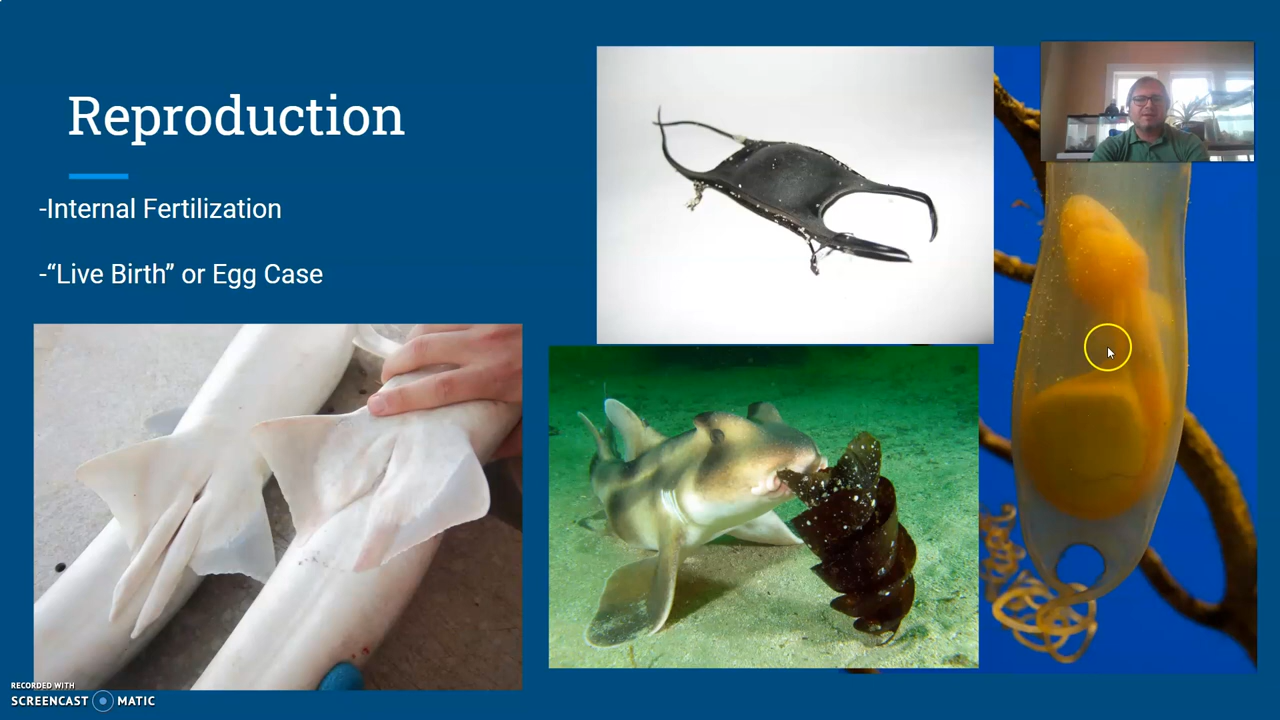 Reproduction
-Internal Fertilization
-“Live Birth” or Egg Case
RECORDED WITH
SCREENCAST MATIC